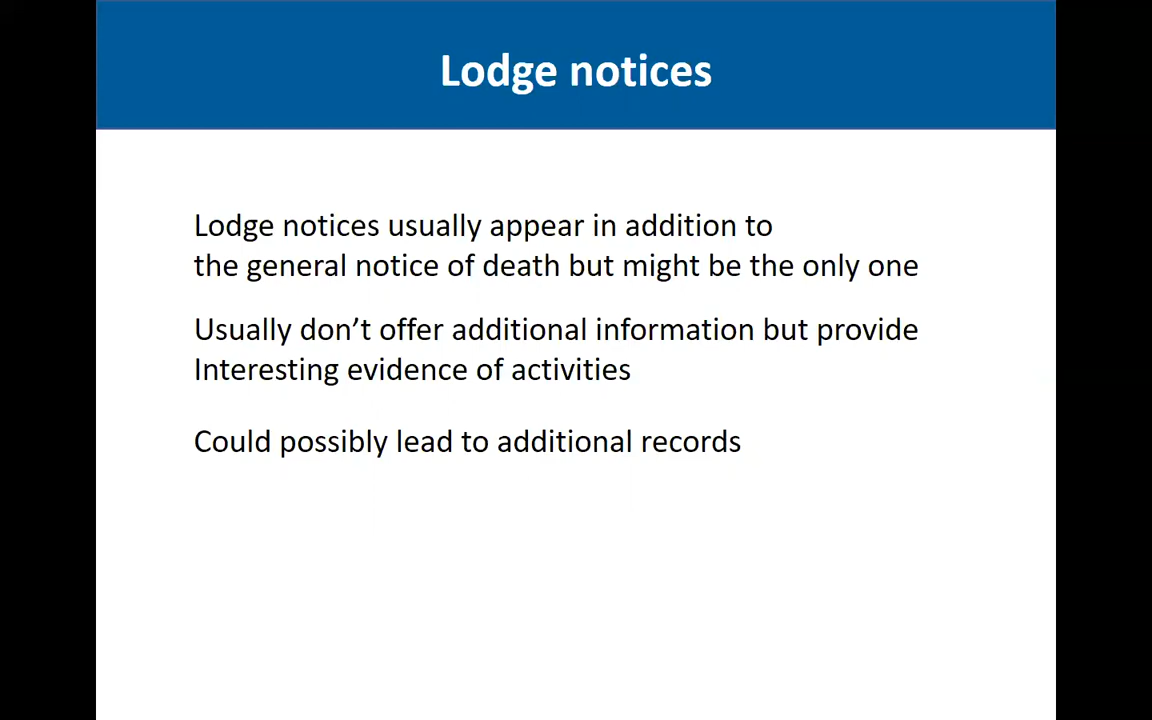 Lodge notices
Lodge notices usually appear in addition to
the general notice of death but might be the only one
Usually don’t offer additional information but provide
Interesting evidence of activities
Could possibly lead to additional records